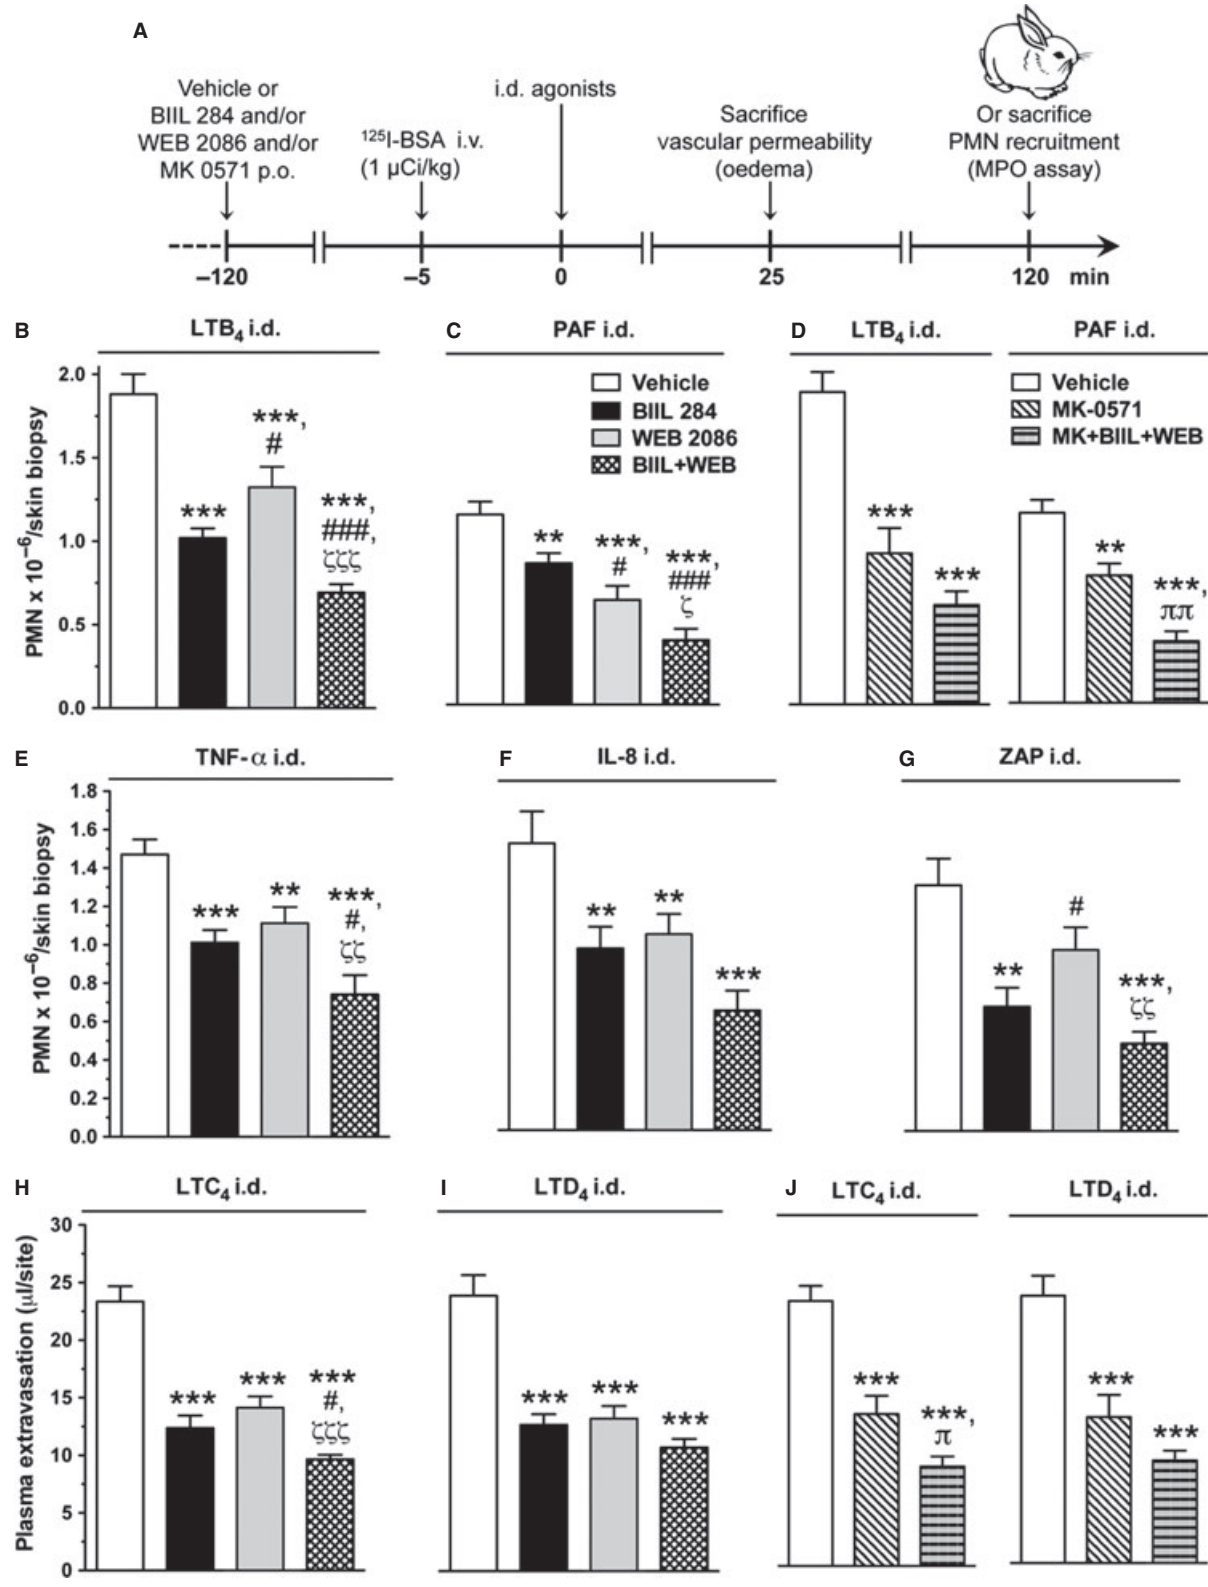 A
Vehicle or
BIIL 284 and/or
WEB 2086 and/or
MK 0571 p.o.
¹²⁵I-BSA i.v.
(1 µCi/kg)
i.d. agonists
Sacrifice
vascular permeability
(oedema)
Or sacrifice
PMN recruitment
(MPO assay)
–120
–5
0
25
120
min
B
LTB₄ i.d.
PMN x 10⁻⁶/skin biopsy
2.0
1.5
1.0
0.5
0.0
***
***,
#
***,
###,
ζζζ
C
PAF i.d.
Vehicle
BIIL 284
WEB 2086
BIIL+WEB
**
***,
#
***,
###
ζ
D
LTB₄ i.d.
***
***
PAF i.d.
Vehicle
MK-0571
MK+BIIL+WEB
**
***,
ππ
E
TNF-α i.d.
PMN x 10⁻⁶/skin biopsy
1.8
1.6
1.4
1.2
1.0
0.8
0.6
0.4
0.2
0.0
***
**
***,
#,
ζζ
F
IL-8 i.d.
**
**
***
G
ZAP i.d.
**
#
***,
ζζ
H
LTC₄ i.d.
Plasma extravasation (µl/site)
30
25
20
15
10
5
0
***
***
***
#,
ζζζ
I
LTD₄ i.d.
***
***
***
J
LTC₄ i.d.
***
***,
π
LTD₄ i.d.
***
***